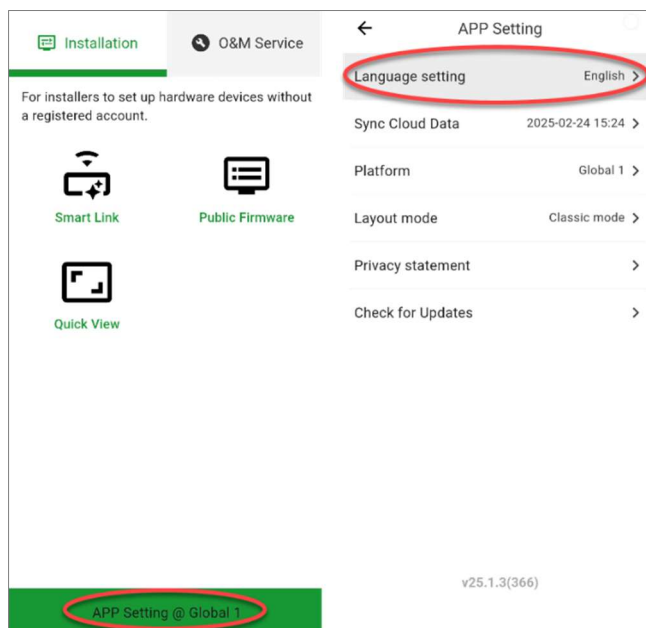 Installation
O&M Service
For installers to set up hardware devices without
a registered account.
Smart Link
Public Firmware
Quick View
APP Setting @ Global 1
APP Setting
Language setting
English
Sync Cloud Data
2025-02-24 15:24
Platform
Global 1
Layout mode
Classic mode
Privacy statement
Check for Updates
v25.1.3(366)